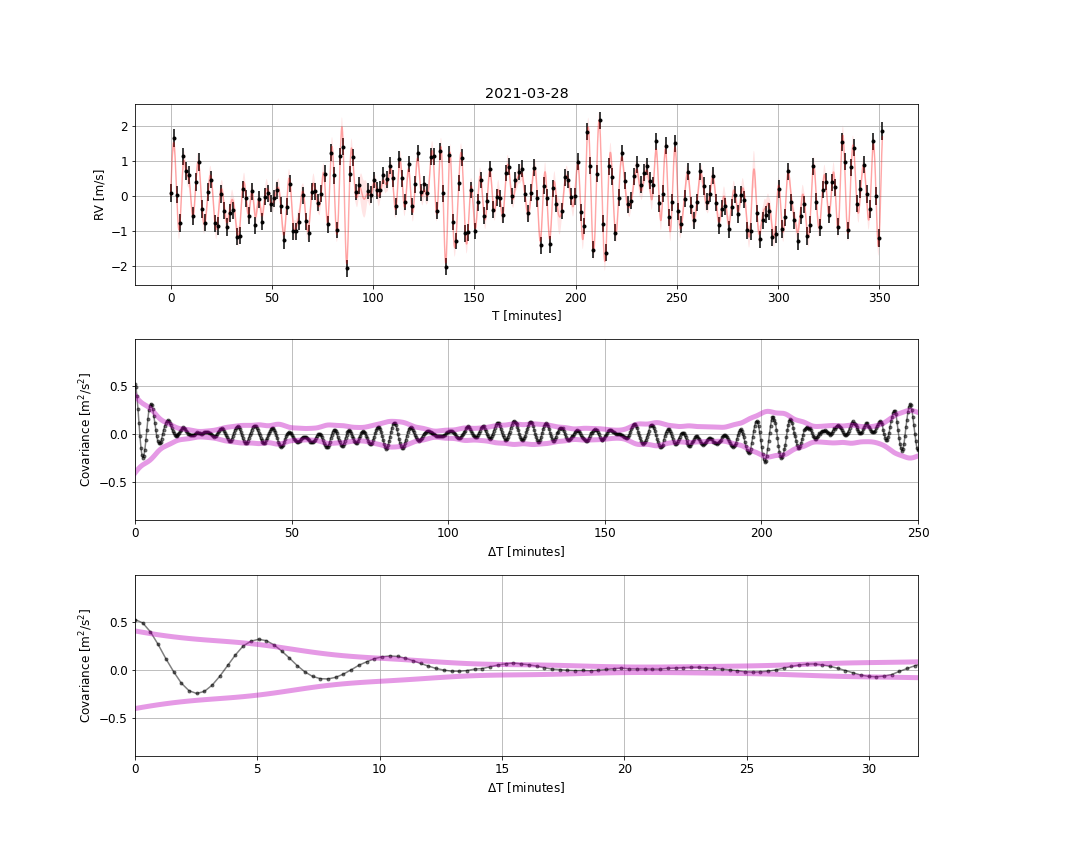 2021-03-28
2
1
0
−1
−2
RV [m/s]
0 50 100 150 200 250 300 350
T [minutes]
0.5
0.0
−0.5
Covariance [m²/s²]
0 50 100 150 200 250
ΔT [minutes]
0.5
0.0
−0.5
Covariance [m²/s²]
0 5 10 15 20 25 30
ΔT [minutes]